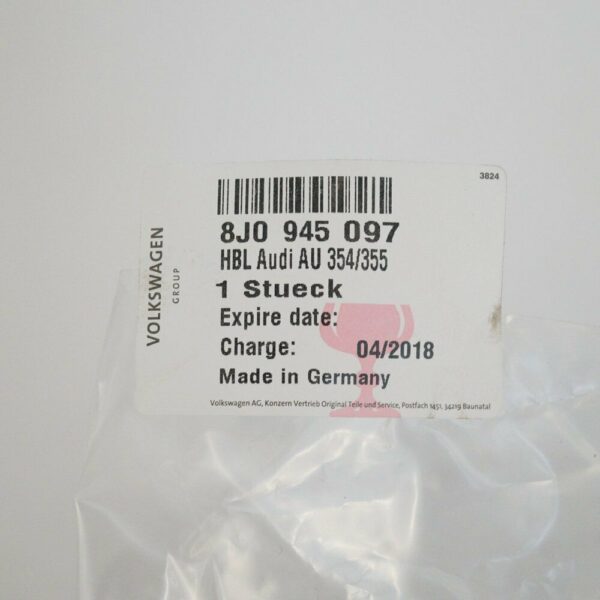 3824
VOLKSWAGEN
GROUP
8J0 945 097
HBL Audi AU 354/355
1 Stueck
Expire date:
Charge: 04/2018
Made in Germany
Volkswagen AG, Konzern Vertrieb Original Teile und Service, Postfach 1451, 34219 Baunatal